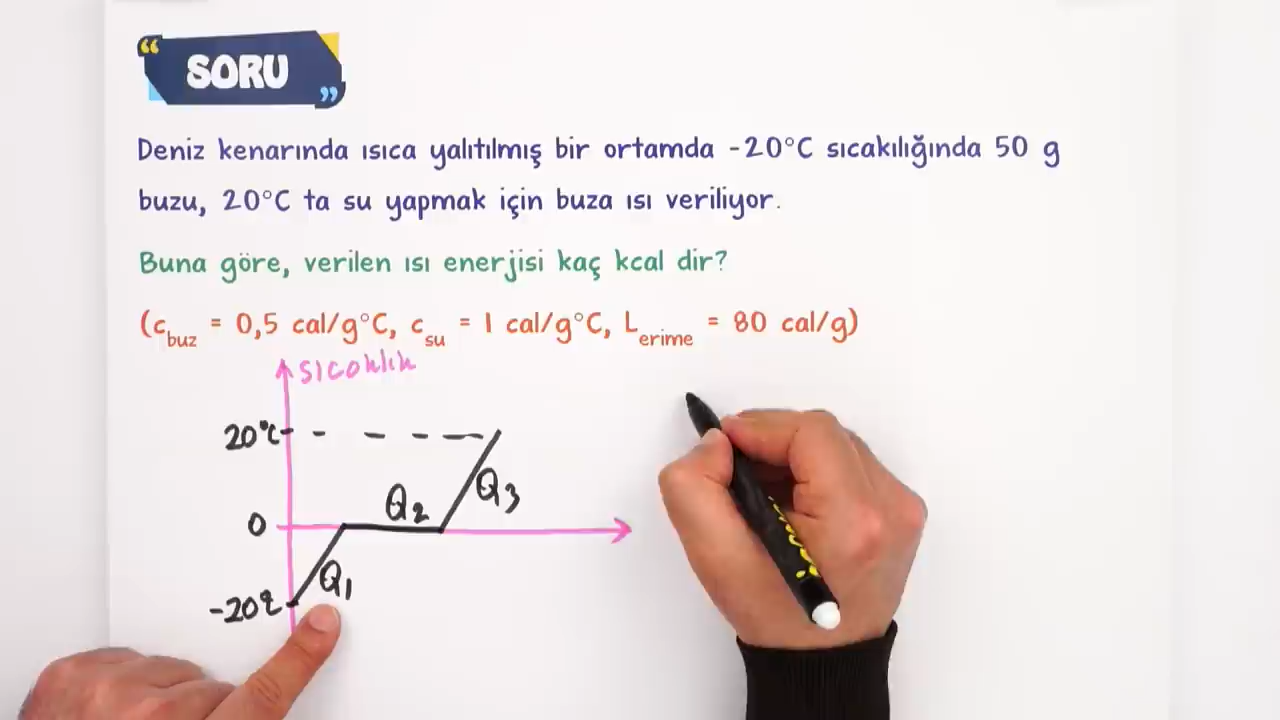 “
SORU
”
Deniz kenarında ısıca yalıtılmış bir ortamda -20°C sıcakılığında 50 g
buzu, 20°C ta su yapmak için buza ısı veriliyor.
Buna göre, verilen ısı enerjisi kaç kcal dir?
(c_buz = 0,5 cal/g°C, c_su = 1 cal/g°C, L_erime = 80 cal/g)
sıcaklık
20°C
Q3
Q2
0
Q1
-20°C